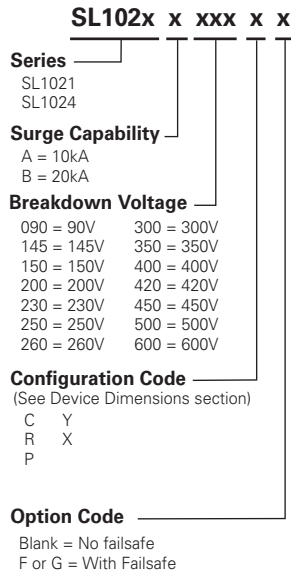 SL102x x xxx x x
Series
SL1021
SL1024
Surge Capability
A = 10kA
B = 20kA
Breakdown Voltage
090 = 90V 300 = 300V
145 = 145V 350 = 350V
150 = 150V 400 = 400V
200 = 200V 420 = 420V
230 = 230V 450 = 450V
250 = 250V 500 = 500V
260 = 260V 600 = 600V
Configuration Code
(See Device Dimensions section)
C Y
R X
P
Option Code
Blank = No failsafe
F or G = With Failsafe